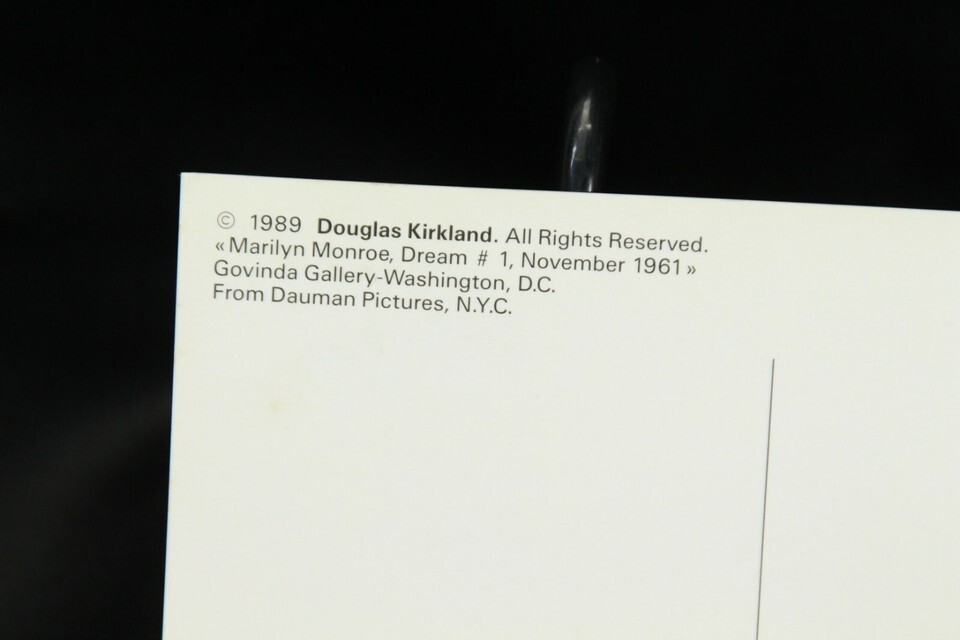 © 1989 Douglas Kirkland. All Rights Reserved.
«Marilyn Monroe, Dream # 1, November 1961»
Govinda Gallery-Washington, D.C.
From Dauman Pictures, N.Y.C.